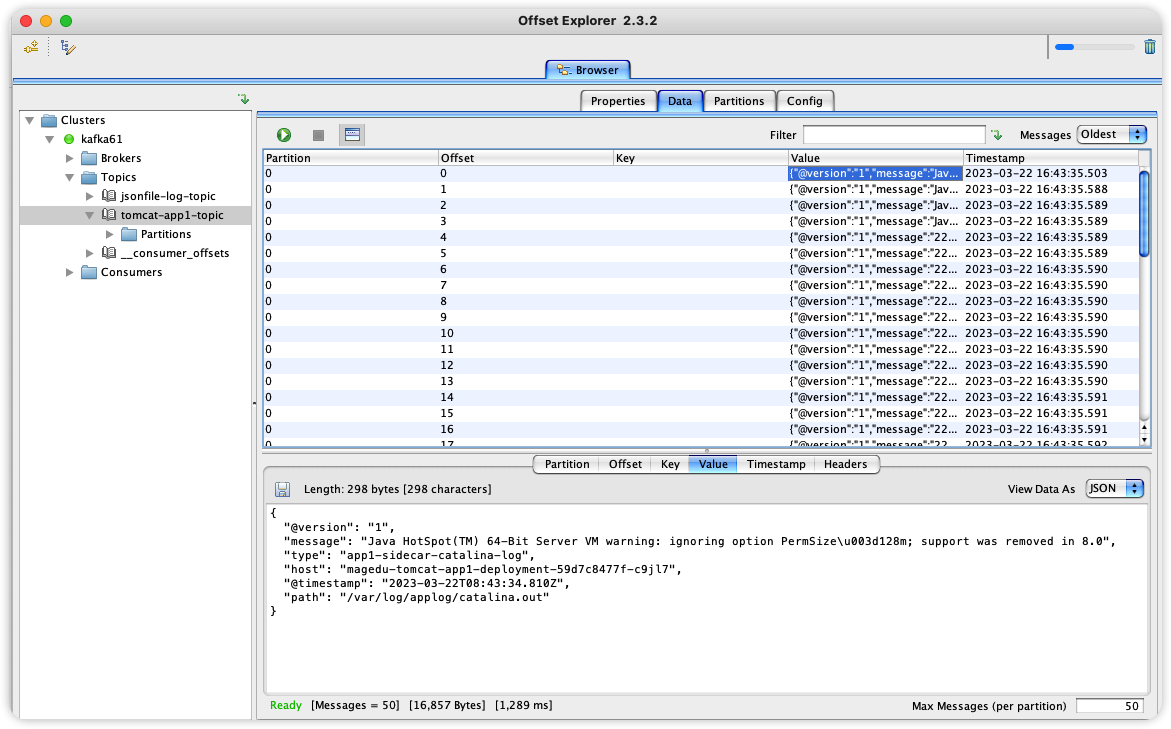 Offset Explorer 2.3.2
Browser
Clusters
kafka61
Brokers
Topics
jsonfile-log-topic
tomcat-app1-topic
Partitions
__consumer_offsets
Consumers
Properties Data Partitions Config
Filter Messages Oldest
Partition Offset Key Value Timestamp
0 0 {"@version":"1","message":"Jav... 2023-03-22 16:43:35.503
0 1 {"@version":"1","message":"Jav... 2023-03-22 16:43:35.588
0 2 {"@version":"1","message":"Jav... 2023-03-22 16:43:35.589
0 3 {"@version":"1","message":"Jav... 2023-03-22 16:43:35.589
0 4 {"@version":"1","message":"22... 2023-03-22 16:43:35.589
0 5 {"@version":"1","message":"22... 2023-03-22 16:43:35.589
0 6 {"@version":"1","message":"22... 2023-03-22 16:43:35.590
0 7 {"@version":"1","message":"22... 2023-03-22 16:43:35.590
0 8 {"@version":"1","message":"22... 2023-03-22 16:43:35.590
0 9 {"@version":"1","message":"22... 2023-03-22 16:43:35.590
0 10 {"@version":"1","message":"22... 2023-03-22 16:43:35.590
0 11 {"@version":"1","message":"22... 2023-03-22 16:43:35.590
0 12 {"@version":"1","message":"22... 2023-03-22 16:43:35.590
0 13 {"@version":"1","message":"22... 2023-03-22 16:43:35.590
0 14 {"@version":"1","message":"22... 2023-03-22 16:43:35.591
0 15 {"@version":"1","message":"22... 2023-03-22 16:43:35.591
0 16 {"@version":"1","message":"22... 2023-03-22 16:43:35.591
0 17 {"@version":"1","message":"22... 2023-03-22 16:43:35.592
Partition Offset Key Value Timestamp Headers
Length: 298 bytes [298 characters] View Data As JSON
{
"@version": "1",
"message": "Java HotSpot(TM) 64-Bit Server VM warning: ignoring option PermSize\u003d128m; support was removed in 8.0",
"type": "app1-sidecar-catalina-log",
"host": "magedu-tomcat-app1-deployment-59d7c8477f-c9jl7",
"@timestamp": "2023-03-22T08:43:34.810Z",
"path": "/var/log/applog/catalina.out"
}
Ready [Messages = 50] [16,857 Bytes] [1,289 ms] Max Messages (per partition) 50